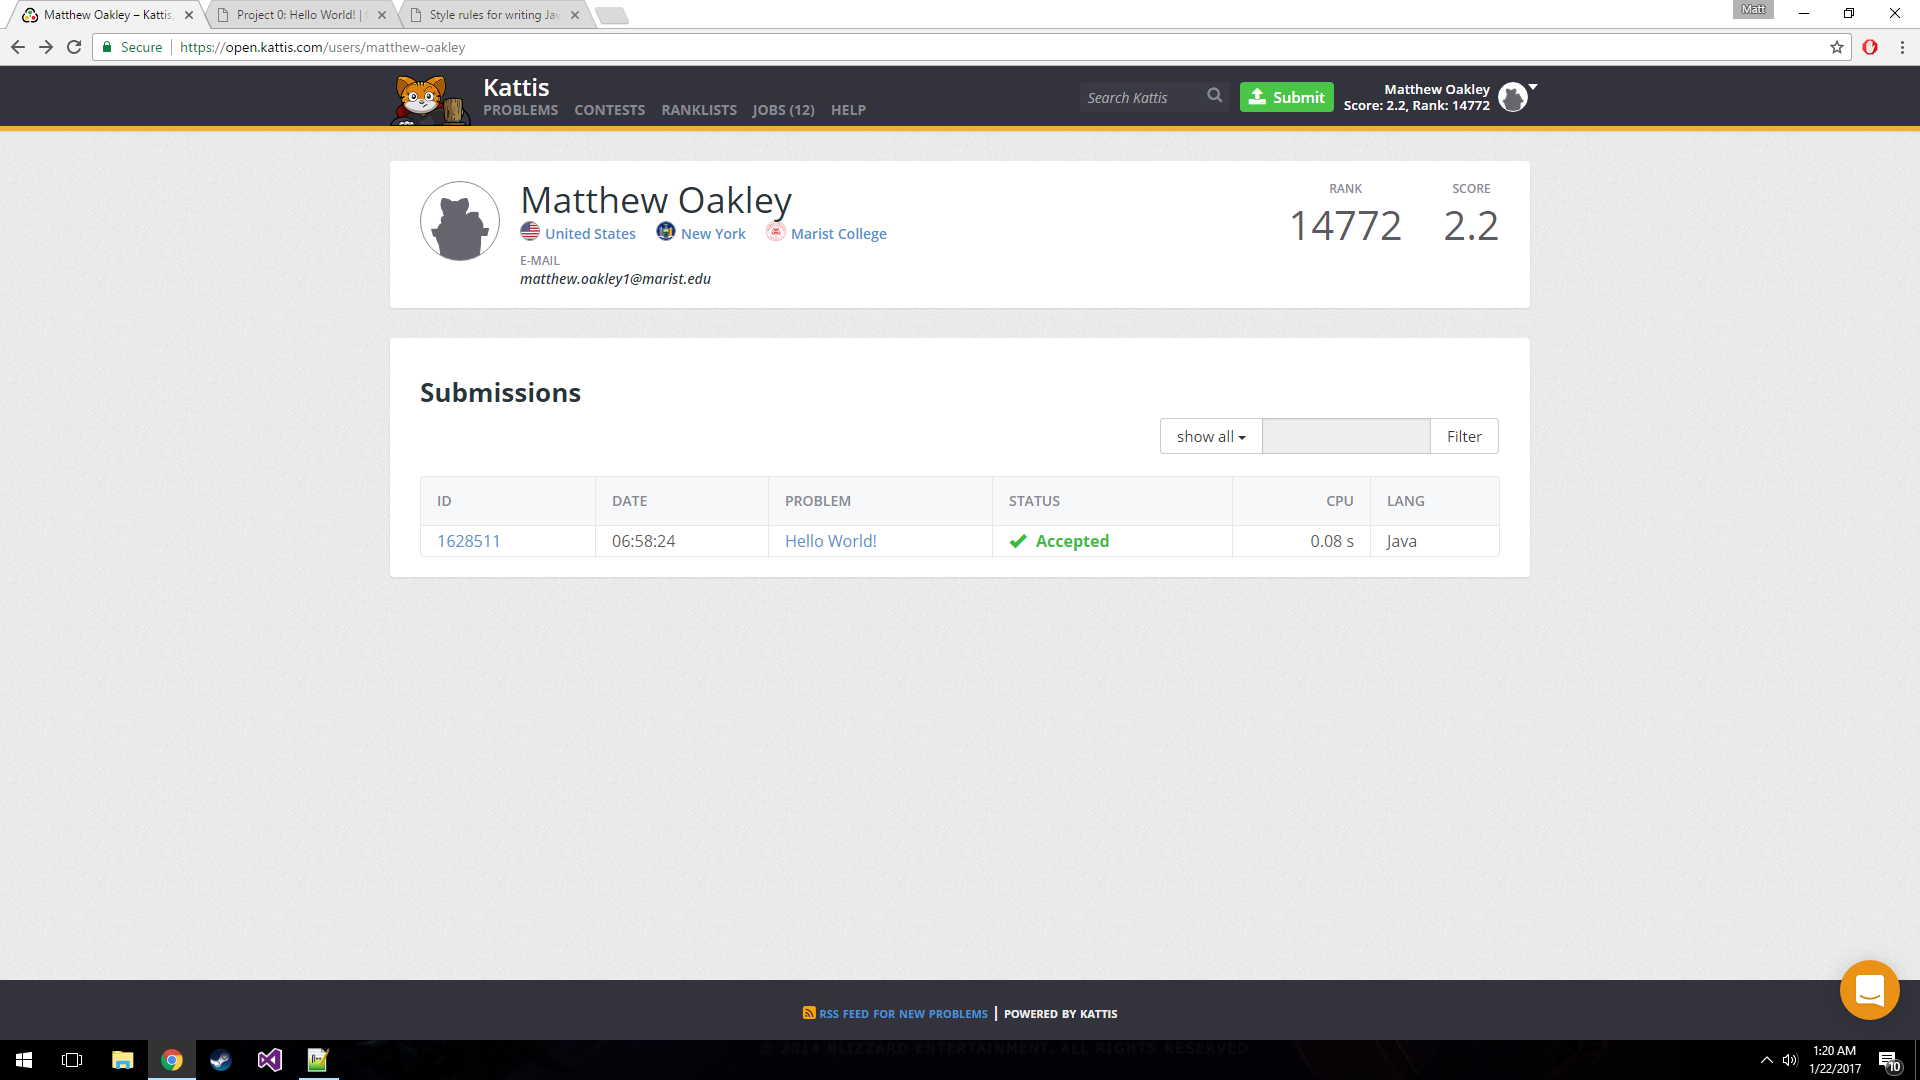 Matthew Oakley – Kattis,
Project 0: Hello World! |
Style rules for writing Jav
Matt
Secure
https://open.kattis.com/users/matthew-oakley
Kattis
PROBLEMS CONTESTS RANKLISTS JOBS (12) HELP
Search Kattis
Submit
Matthew Oakley
Score: 2.2, Rank: 14772
Matthew Oakley
United States New York Marist College
E-MAIL
matthew.oakley1@marist.edu
RANK SCORE
14772 2.2
Submissions
show all Filter
ID DATE PROBLEM STATUS CPU LANG
1628511 06:58:24 Hello World! Accepted 0.08 s Java
RSS FEED FOR NEW PROBLEMS | POWERED BY KATTIS
© 2014 BLIZZARD ENTERTAINMENT. ALL RIGHTS RESERVED
1:20 AM
1/22/2017
10